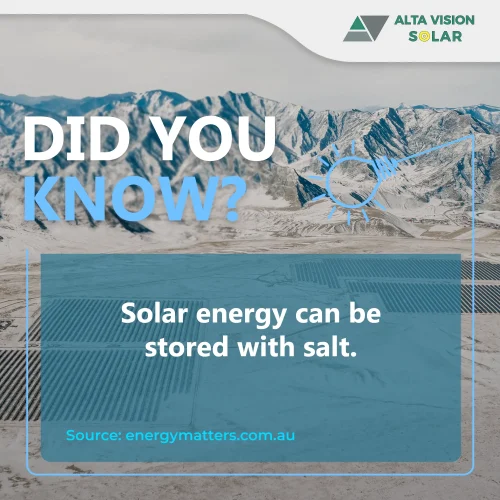 ALTA VISION
SOLAR
DID YOU
KNOW?
Solar energy can be
stored with salt.
Source: energymatters.com.au